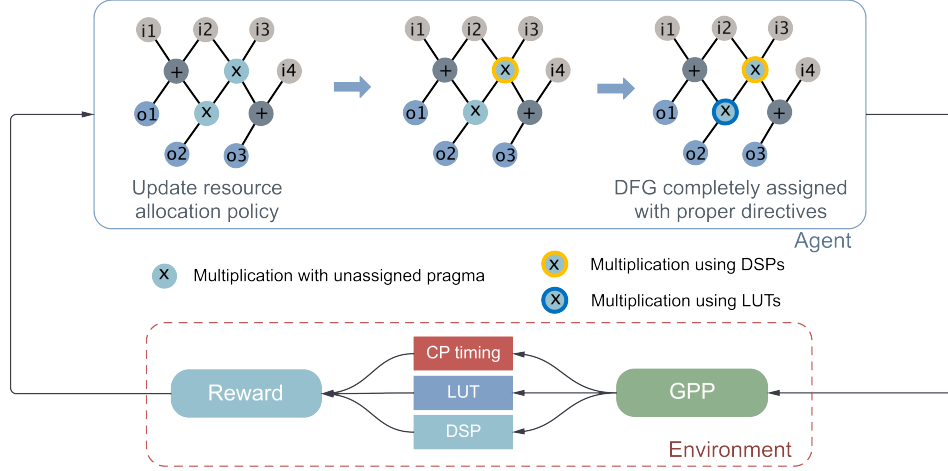 i1 i2 i3
+ x i4
o1 x +
o2 o3
i1 i2 i3
+ x i4
o1 x +
o2 o3
i1 i2 i3
+ x i4
o1 x +
o2 o3
Update resource
allocation policy
DFG completely assigned
with proper directives
Agent
x Multiplication with unassigned pragma
x Multiplication using DSPs
x Multiplication using LUTs
CP timing
Reward
LUT
GPP
DSP
Environment